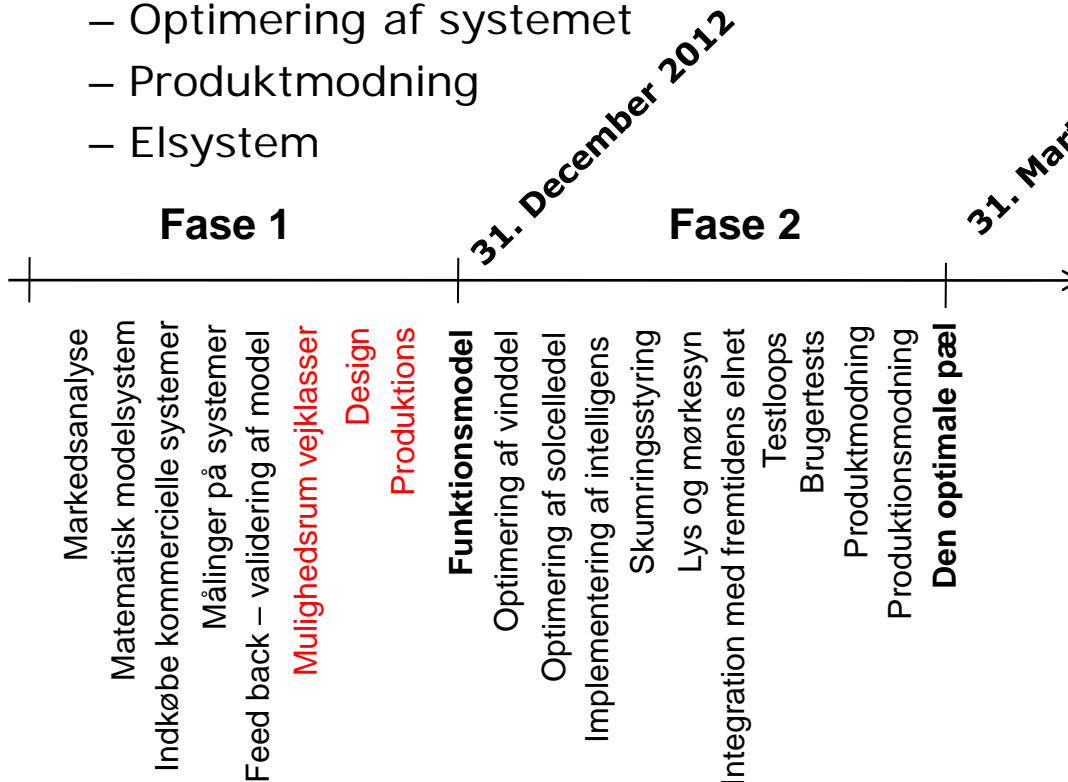 – Optimering af systemet
– Produktmodning
– Elsystem
31. December 2012
31. Mar
Fase 1
Fase 2
Markedsanalyse
Matematisk modelsystem
Indkøbe kommercielle systemer
Målinger på systemer
Feed back – validering af model
Mulighedsrum vejklasser
Design
Produktions
Funktionsmodel
Optimering af vinddel
Optimering af solcelledel
Implementering af intelligens
Skumringsstyring
Lys og mørkesyn
Integration med fremtidens elnet
Testloops
Brugertests
Produktmodning
Produktionsmodning
Den optimale pæl